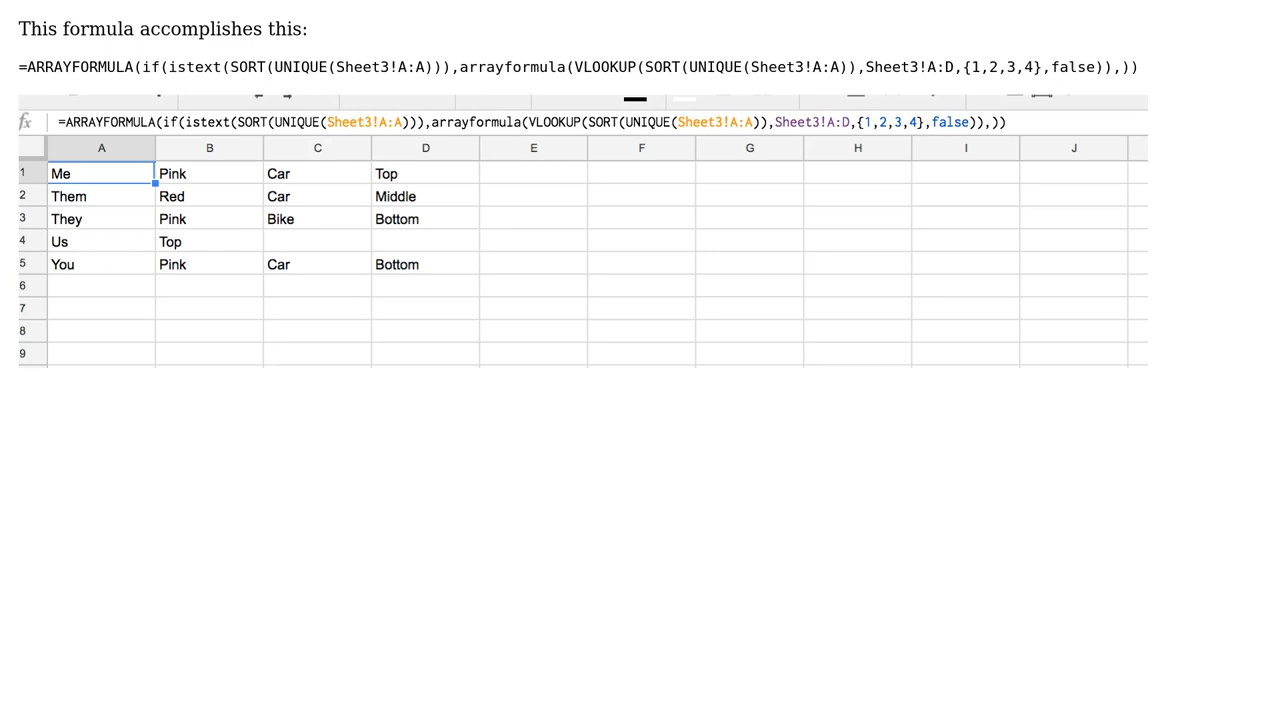 This formula accomplishes this:
=ARRAYFORMULA(if(istext(SORT(UNIQUE(Sheet3!A:A))),arrayformula(VLOOKUP(SORT(UNIQUE(Sheet3!A:A)),Sheet3!A:D,{1,2,3,4},false)),))
fx =ARRAYFORMULA(if(istext(SORT(UNIQUE(Sheet3!A:A))),arrayformula(VLOOKUP(SORT(UNIQUE(Sheet3!A:A)),Sheet3!A:D,{1,2,3,4},false)),))
A B C D E F G H I J
1 Me Pink Car Top
2 Them Red Car Middle
3 They Pink Bike Bottom
4 Us Top
5 You Pink Car Bottom
6
7
8
9